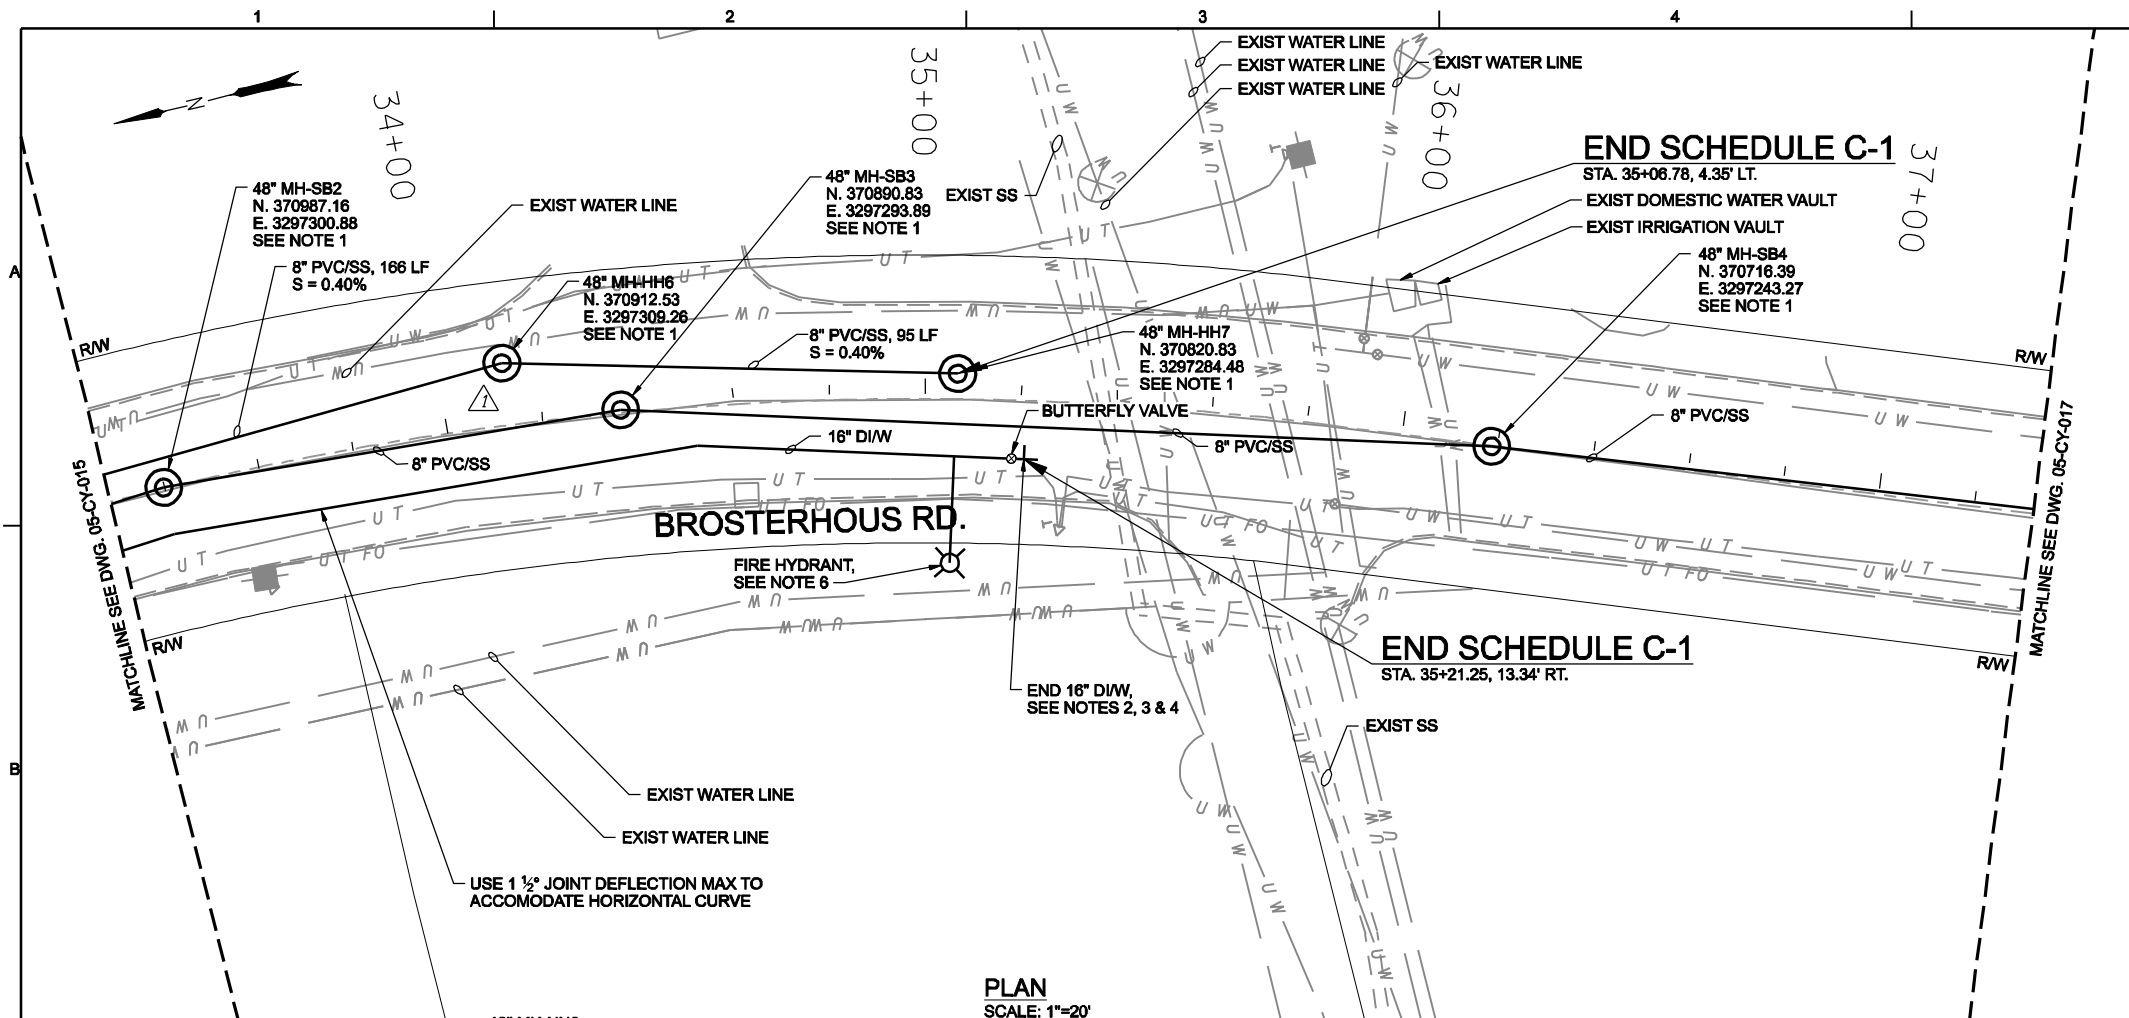 1
2
3
4
A
B
N
34+00
35+00
36+00
37+00
EXIST WATER LINE
EXIST WATER LINE
EXIST WATER LINE
EXIST WATER LINE
END SCHEDULE C-1
STA. 35+06.78, 4.35' LT.
EXIST DOMESTIC WATER VAULT
EXIST IRRIGATION VAULT
48" MH-SB2
N. 370987.16
E. 3297300.88
SEE NOTE 1
8" PVC/SS, 166 LF
S = 0.40%
EXIST WATER LINE
48" MH-SB3
N. 370890.83
E. 3297293.89
SEE NOTE 1
EXIST SS
48" MH-HH6
N. 370912.53
E. 3297309.26
SEE NOTE 1
8" PVC/SS, 95 LF
S = 0.40%
48" MH-HH7
N. 370820.83
E. 3297284.48
SEE NOTE 1
48" MH-SB4
N. 370716.39
E. 3297243.27
SEE NOTE 1
R/W
R/W
1
BUTTERFLY VALVE
16" DI/W
8" PVC/SS
8" PVC/SS
8" PVC/SS
BROSTERHOUS RD.
FIRE HYDRANT,
SEE NOTE 6
R/W
R/W
MATCHLINE SEE DWG. 05-CY-015
MATCHLINE SEE DWG. 05-CY-017
END SCHEDULE C-1
STA. 35+21.25, 13.34' RT.
END 16" DI/W,
SEE NOTES 2, 3 & 4
EXIST SS
EXIST WATER LINE
EXIST WATER LINE
USE 1 ½° JOINT DEFLECTION MAX TO
ACCOMODATE HORIZONTAL CURVE
PLAN
SCALE: 1"=20'